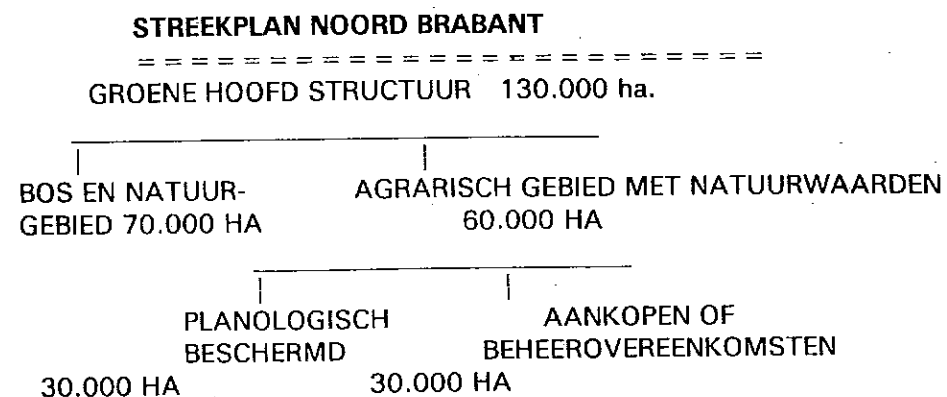 STREEKPLAN NOORD BRABANT
========================
GROENE HOOFD STRUCTUUR 130.000 ha.
BOS EN NATUUR-
GEBIED 70.000 HA
AGRARISCH GEBIED MET NATUURWAARDEN
60.000 HA
PLANOLOGISCH
BESCHERMD
30.000 HA
AANKOPEN OF
BEHEEROVEREENKOMSTEN
30.000 HA